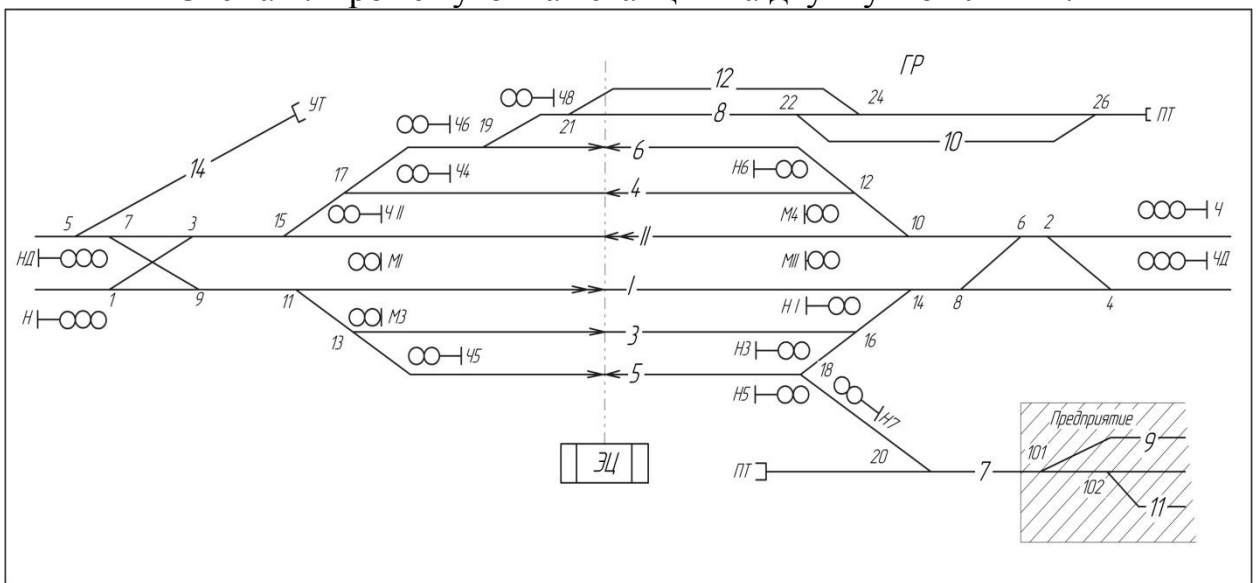 ГР
12
24
Ч8
УТ
8
22
26
ПТ
Ч6
19
21
10
6
14
17
Ч4
Н6
4
12
5
7
3
15
Ч II
II
М4
10
6
2
Ч
НД
МI
МII
ЧД
I
1
9
11
14
8
4
Н
М3
НI
13
3
16
Ч5
Н3
5
18
Н5
Н7
Предприятие
9
ЭЦ
ПТ
20
7
101
102
11